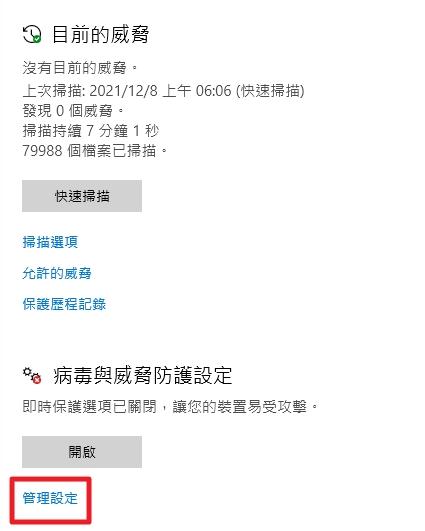 目前的威脅
沒有目前的威脅。
上次掃描: 2021/12/8 上午 06:06 (快速掃描)
發現 0 個威脅。
掃描持續 7 分鐘 1 秒
79988 個檔案已掃描。
快速掃描
掃描選項
允許的威脅
保護歷程記錄
病毒與威脅防護設定
即時保護選項已關閉，讓您的裝置易受攻擊。
開啟
管理設定